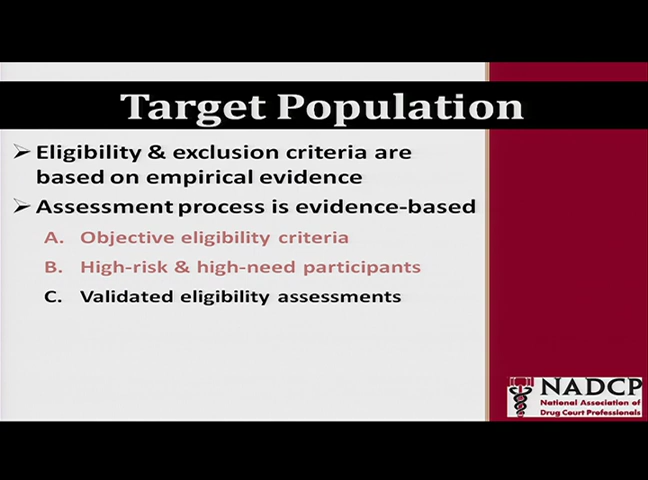 Target Population
➢ Eligibility & exclusion criteria are
based on empirical evidence
➢ Assessment process is evidence-based
A. Objective eligibility criteria
B. High-risk & high-need participants
C. Validated eligibility assessments
NADCP
National Association of
Drug Court Professionals